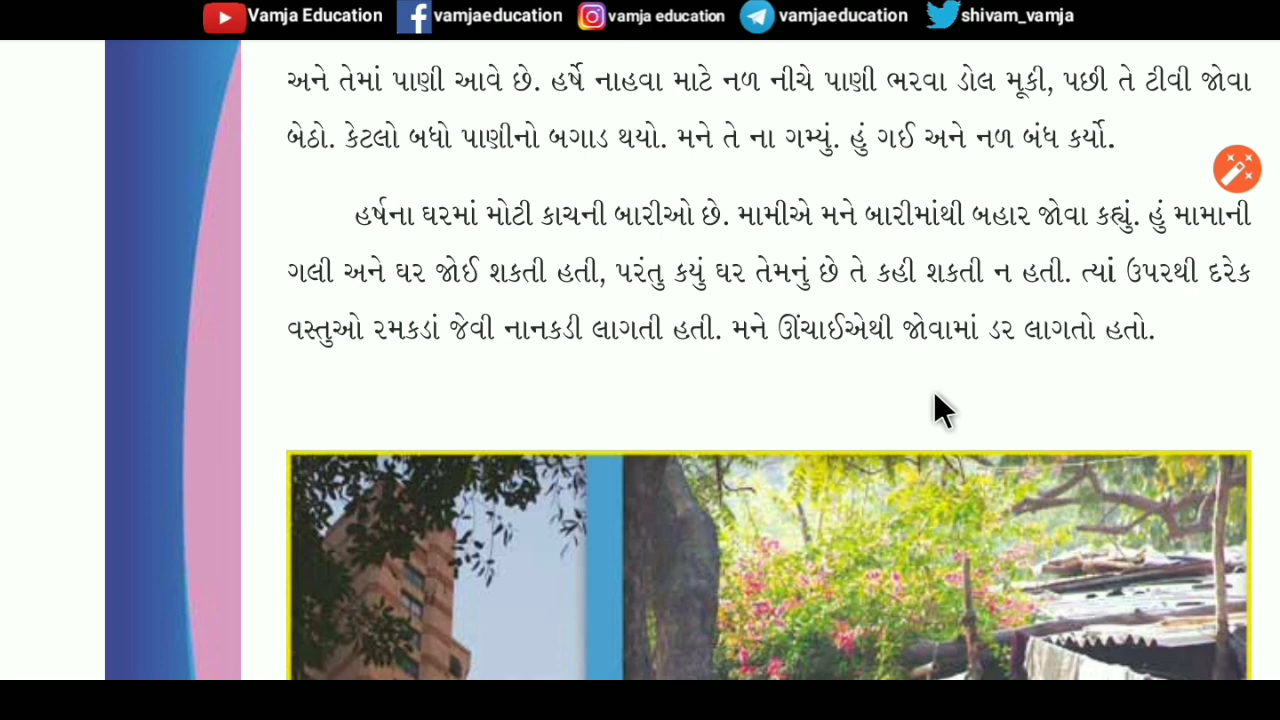 Vamja Education vamjaeducation vamja education vamjaeducation shivam_vamja
અને તેમાં પાણી આવે છે. હર્ષે નાહવા માટે નળ નીચે પાણી ભરવા ડોલ મૂકી, પછી તે ટીવી જોવા
બેઠો. કેટલો બધો પાણીનો બગાડ થયો. મને તે ના ગમ્યું. હું ગઈ અને નળ બંધ કર્યો.
હર્ષના ઘરમાં મોટી કાચની બારીઓ છે. મામીએ મને બારીમાંથી બહાર જોવા કહ્યું. હું મામાની
ગલી અને ઘર જોઈ શકતી હતી, પરંતુ કયું ઘર તેમનું છે તે કહી શકતી ન હતી. ત્યાં ઉપરથી દરેક
વસ્તુઓ રમકડાં જેવી નાનકડી લાગતી હતી. મને ઊંચાઈએથી જોવામાં ડર લાગતો હતો.